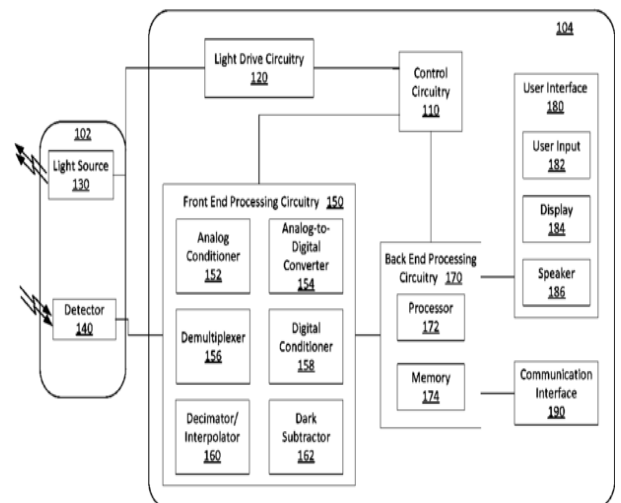 104
Light Drive Circuitry
120
Control
Circuitry
110
User Interface
180
User Input
182
Display
184
Speaker
186
102
Light Source
130
Detector
140
Front End Processing Circuitry 150
Analog
Conditioner
152
Analog-to-
Digital
Converter
154
Demultiplexer
156
Digital
Conditioner
158
Decimator/
Interpolator
160
Dark
Subtractor
162
Back End Processing
Circuitry 170
Processor
172
Memory
174
Communication
Interface
190